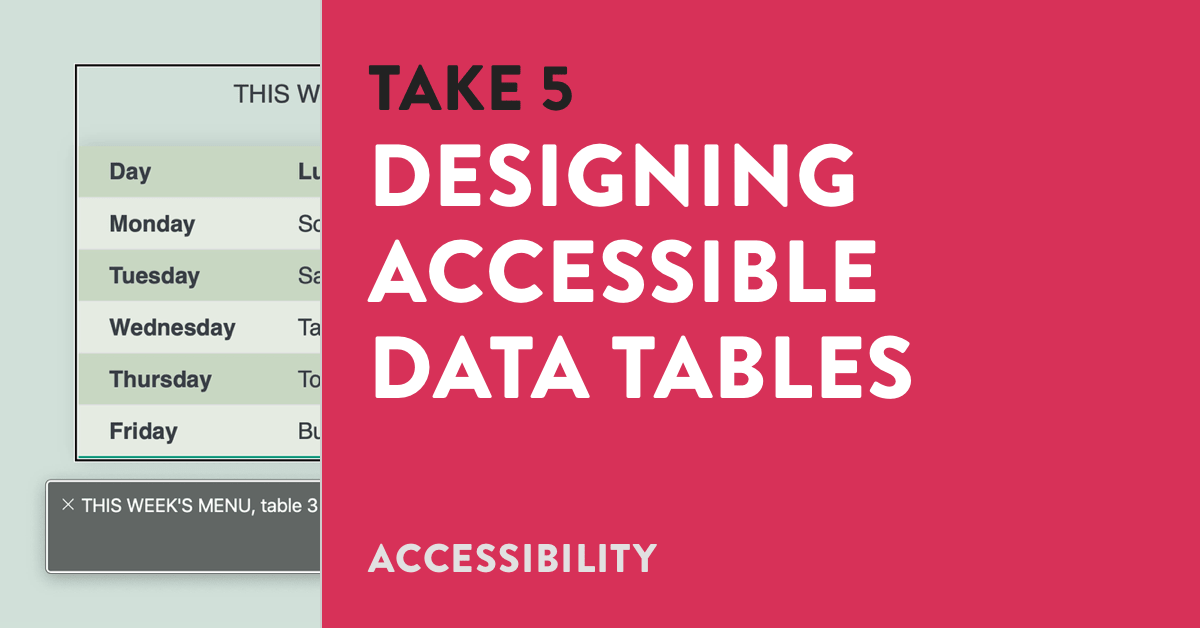 THIS W
Day Lu
Monday So
Tuesday Sa
Wednesday Ta
Thursday To
Friday Bu
× THIS WEEK'S MENU, table 3
TAKE 5
DESIGNING
ACCESSIBLE
DATA TABLES
ACCESSIBILITY